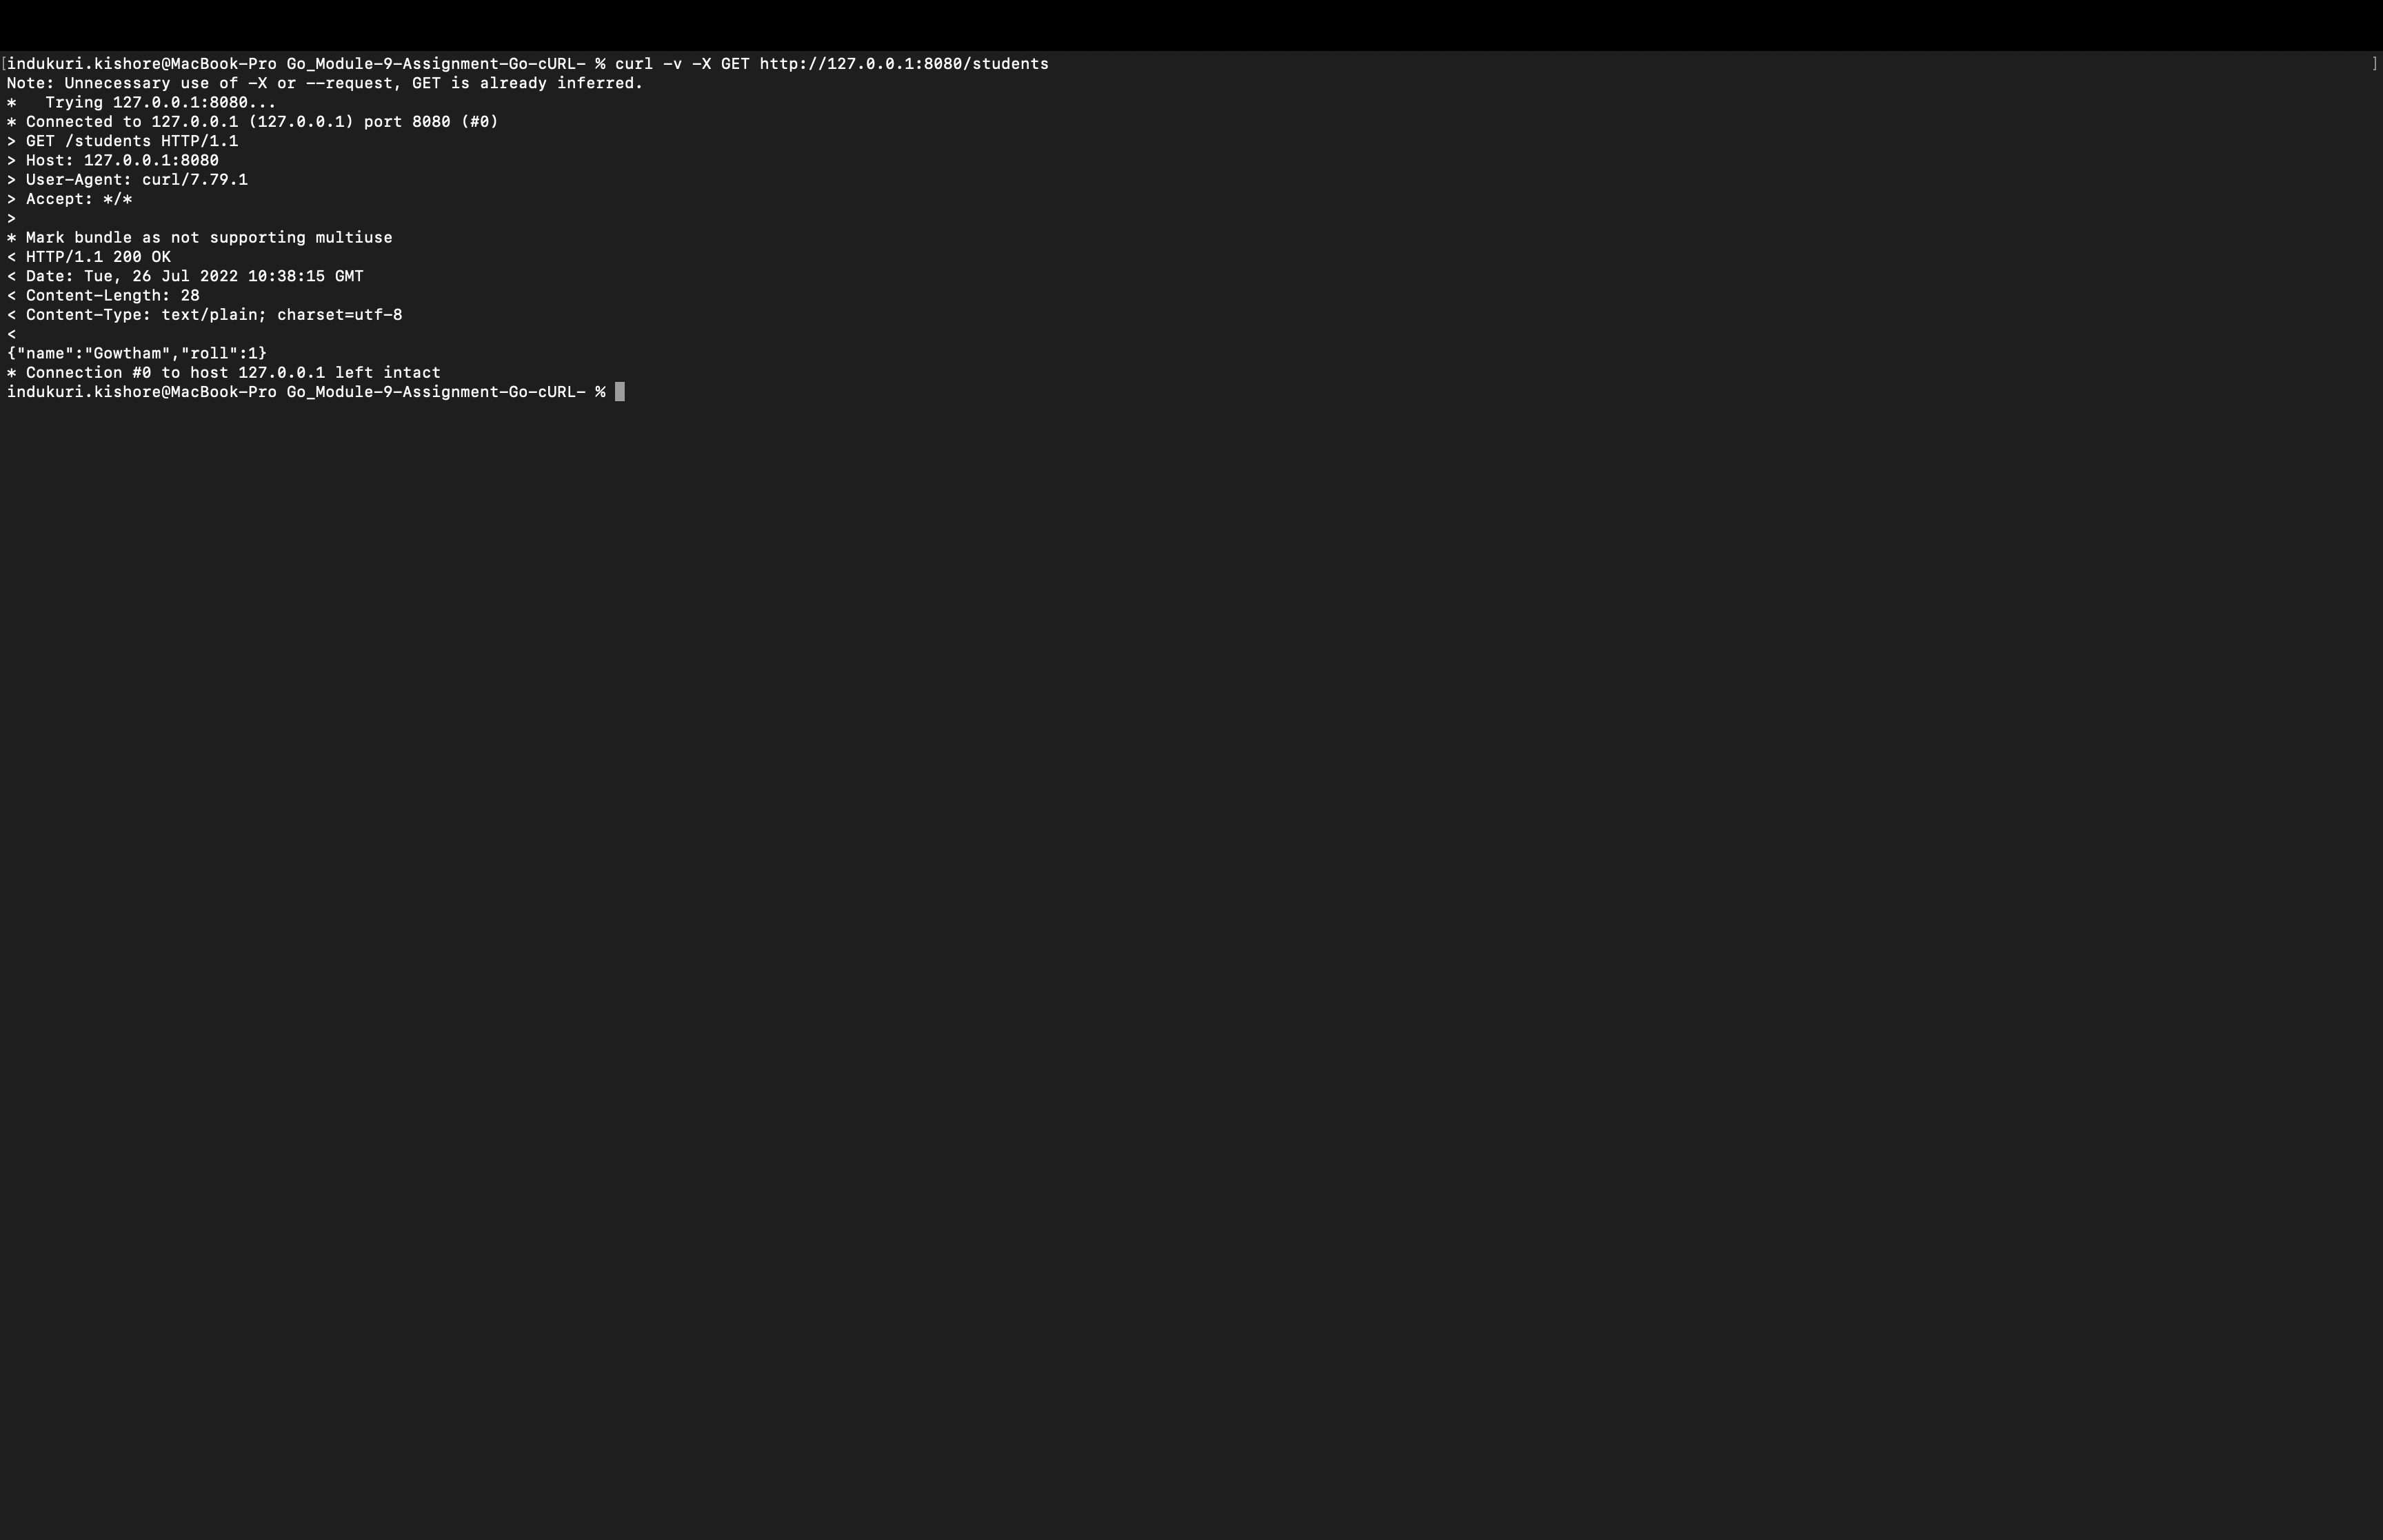 [indukuri.kishore@MacBook-Pro Go_Module-9-Assignment-Go-cURL- % curl -v -X GET http://127.0.0.1:8080/students ]
Note: Unnecessary use of -X or --request, GET is already inferred.
*   Trying 127.0.0.1:8080...
* Connected to 127.0.0.1 (127.0.0.1) port 8080 (#0)
> GET /students HTTP/1.1
> Host: 127.0.0.1:8080
> User-Agent: curl/7.79.1
> Accept: */*
>
* Mark bundle as not supporting multiuse
< HTTP/1.1 200 OK
< Date: Tue, 26 Jul 2022 10:38:15 GMT
< Content-Length: 28
< Content-Type: text/plain; charset=utf-8
<
{"name":"Gowtham","roll":1}
* Connection #0 to host 127.0.0.1 left intact
indukuri.kishore@MacBook-Pro Go_Module-9-Assignment-Go-cURL- %